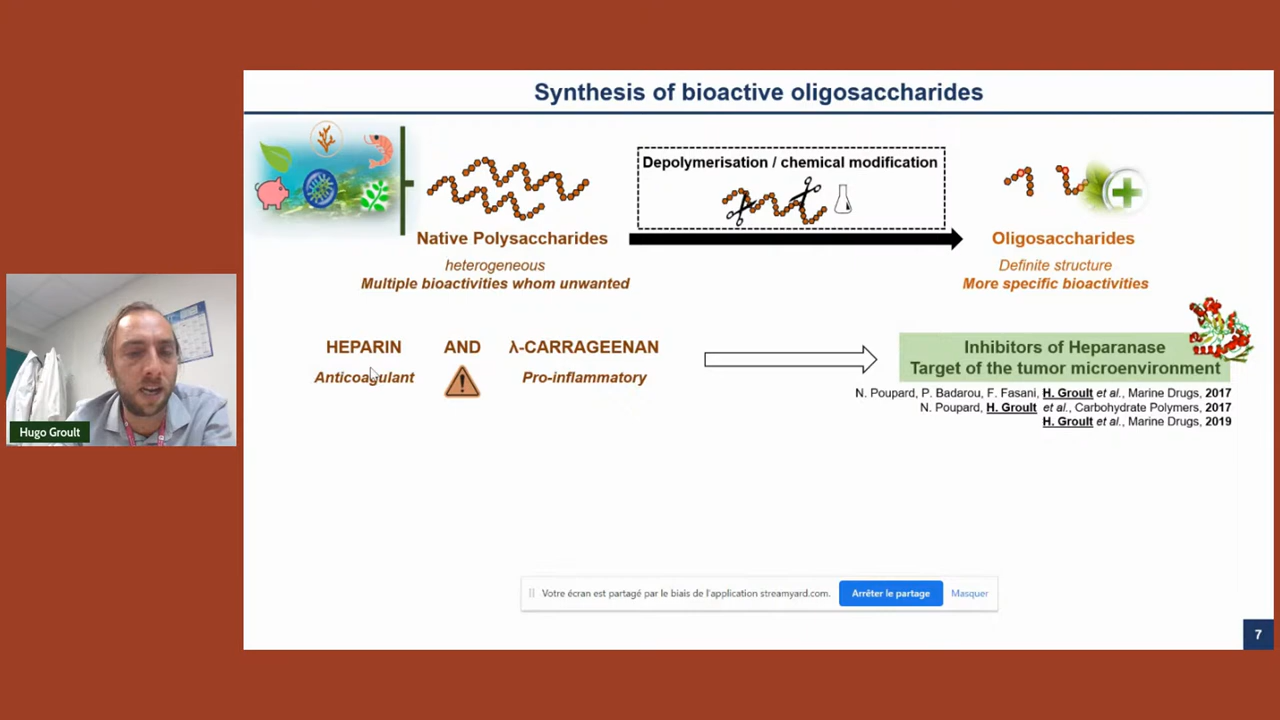 Synthesis of bioactive oligosaccharides
Depolymerisation / chemical modification
Native Polysaccharides
Oligosaccharides
heterogeneous
Definite structure
Multiple bioactivities whom unwanted
More specific bioactivities
HEPARIN AND λ-CARRAGEENAN
Anticoagulant
Pro-inflammatory
Inhibitors of Heparanase
Target of the tumor microenvironment
N. Poupard, P. Badarou, F. Fasani, H. Groult et al., Marine Drugs, 2017
N. Poupard, H. Groult et al., Carbohydrate Polymers, 2017
H. Groult et al., Marine Drugs, 2019
Hugo Groult
Votre écran est partagé par le biais de l'application streamyard.com.
Arrêter le partage
Masquer
7